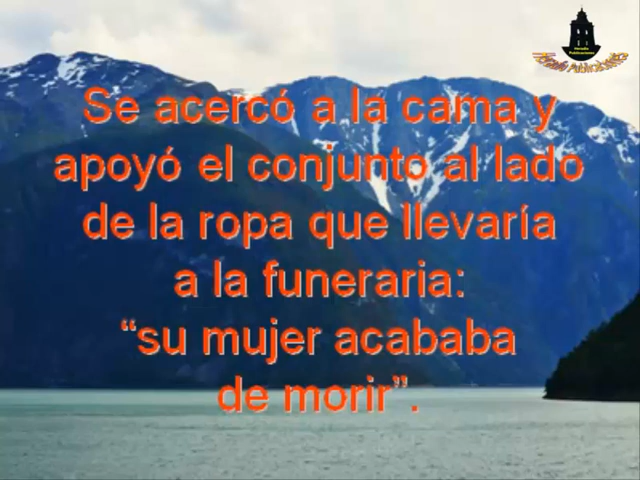 Se acercó a la cama y
apoyó el conjunto al lado
de la ropa que llevaría
a la funeraria:
“su mujer acababa
de morir”.